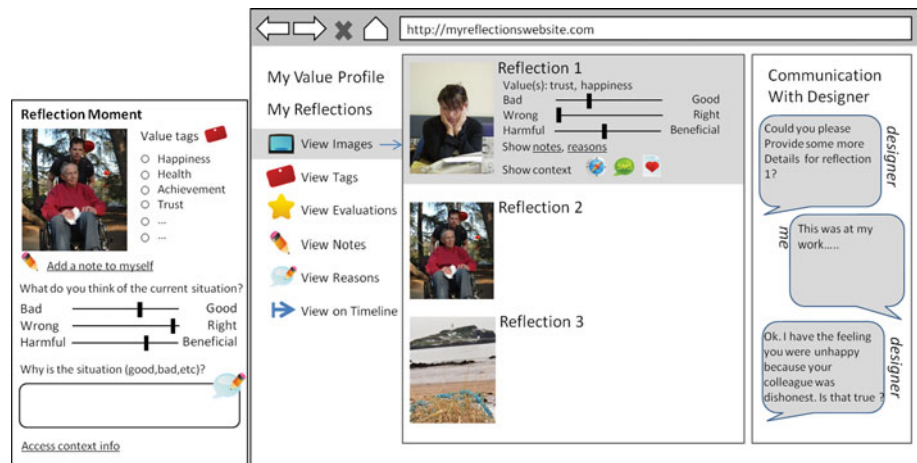 Reflection Moment
Value tags
Happiness
Health
Achievement
Trust
...
...
Add a note to myself
What do you think of the current situation?
Bad Good
Wrong Right
Harmful Beneficial
Why is the situation (good,bad,etc)?
Access context info
http://myreflectionswebsite.com
My Value Profile
My Reflections
View Images
View Tags
View Evaluations
View Notes
View Reasons
View on Timeline
Reflection 1
Value(s): trust, happiness
Bad Good
Wrong Right
Harmful Beneficial
Show notes, reasons
Show context
Reflection 2
Reflection 3
Communication
With Designer
designer
Could you please
Provide some more
Details for reflection
1?
me
This was at my
work.....
designer
Ok. I have the feeling
you were unhappy
because your
colleague was
dishonest. Is that true ?